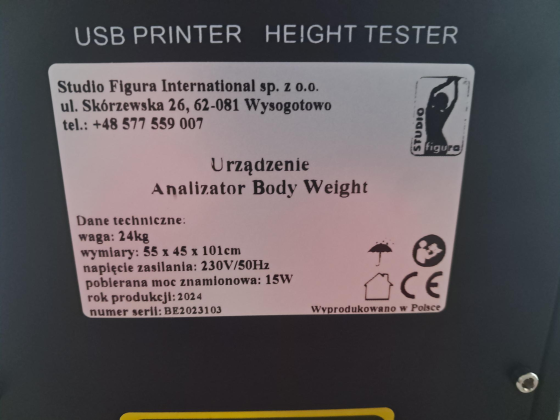 USB PRINTER HEIGHT TESTER
Studio Figura International sp. z o.o.
ul. Skórzewska 26, 62-081 Wysogotowo
tel.: +48 577 559 007
STUDIO
figura
Urządzenie
Analizator Body Weight
Dane techniczne:
waga: 24kg
wymiary: 55 x 45 x 101cm
napięcie zasilania: 230V/50Hz
pobierana moc znamionowa: 15W
rok produkcji: 2024
numer serii: BE2023103
CE
Wyprodukowano w Polsce